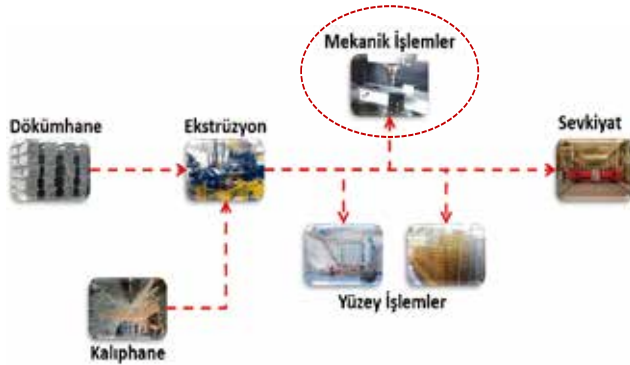 Mekanik İşlemler
Dökümhane
Ekstrüzyon
Sevkiyat
Yüzey İşlemler
Kalıphane